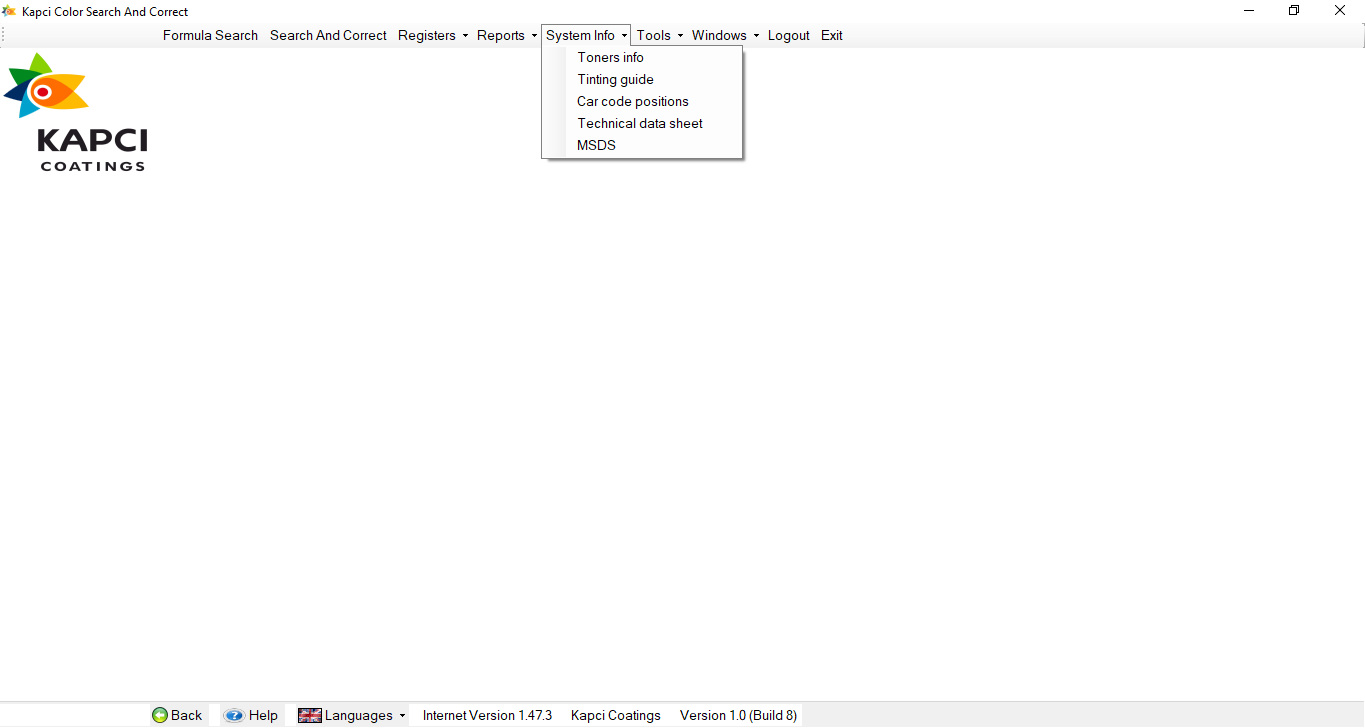 Kapci Color Search And Correct
Formula Search Search And Correct Registers Reports System Info Tools Windows Logout Exit
Toners info
Tinting guide
Car code positions
Technical data sheet
MSDS
KAPCI
COATINGS
Back Help Languages Internet Version 1.47.3 Kapci Coatings Version 1.0 (Build 8)